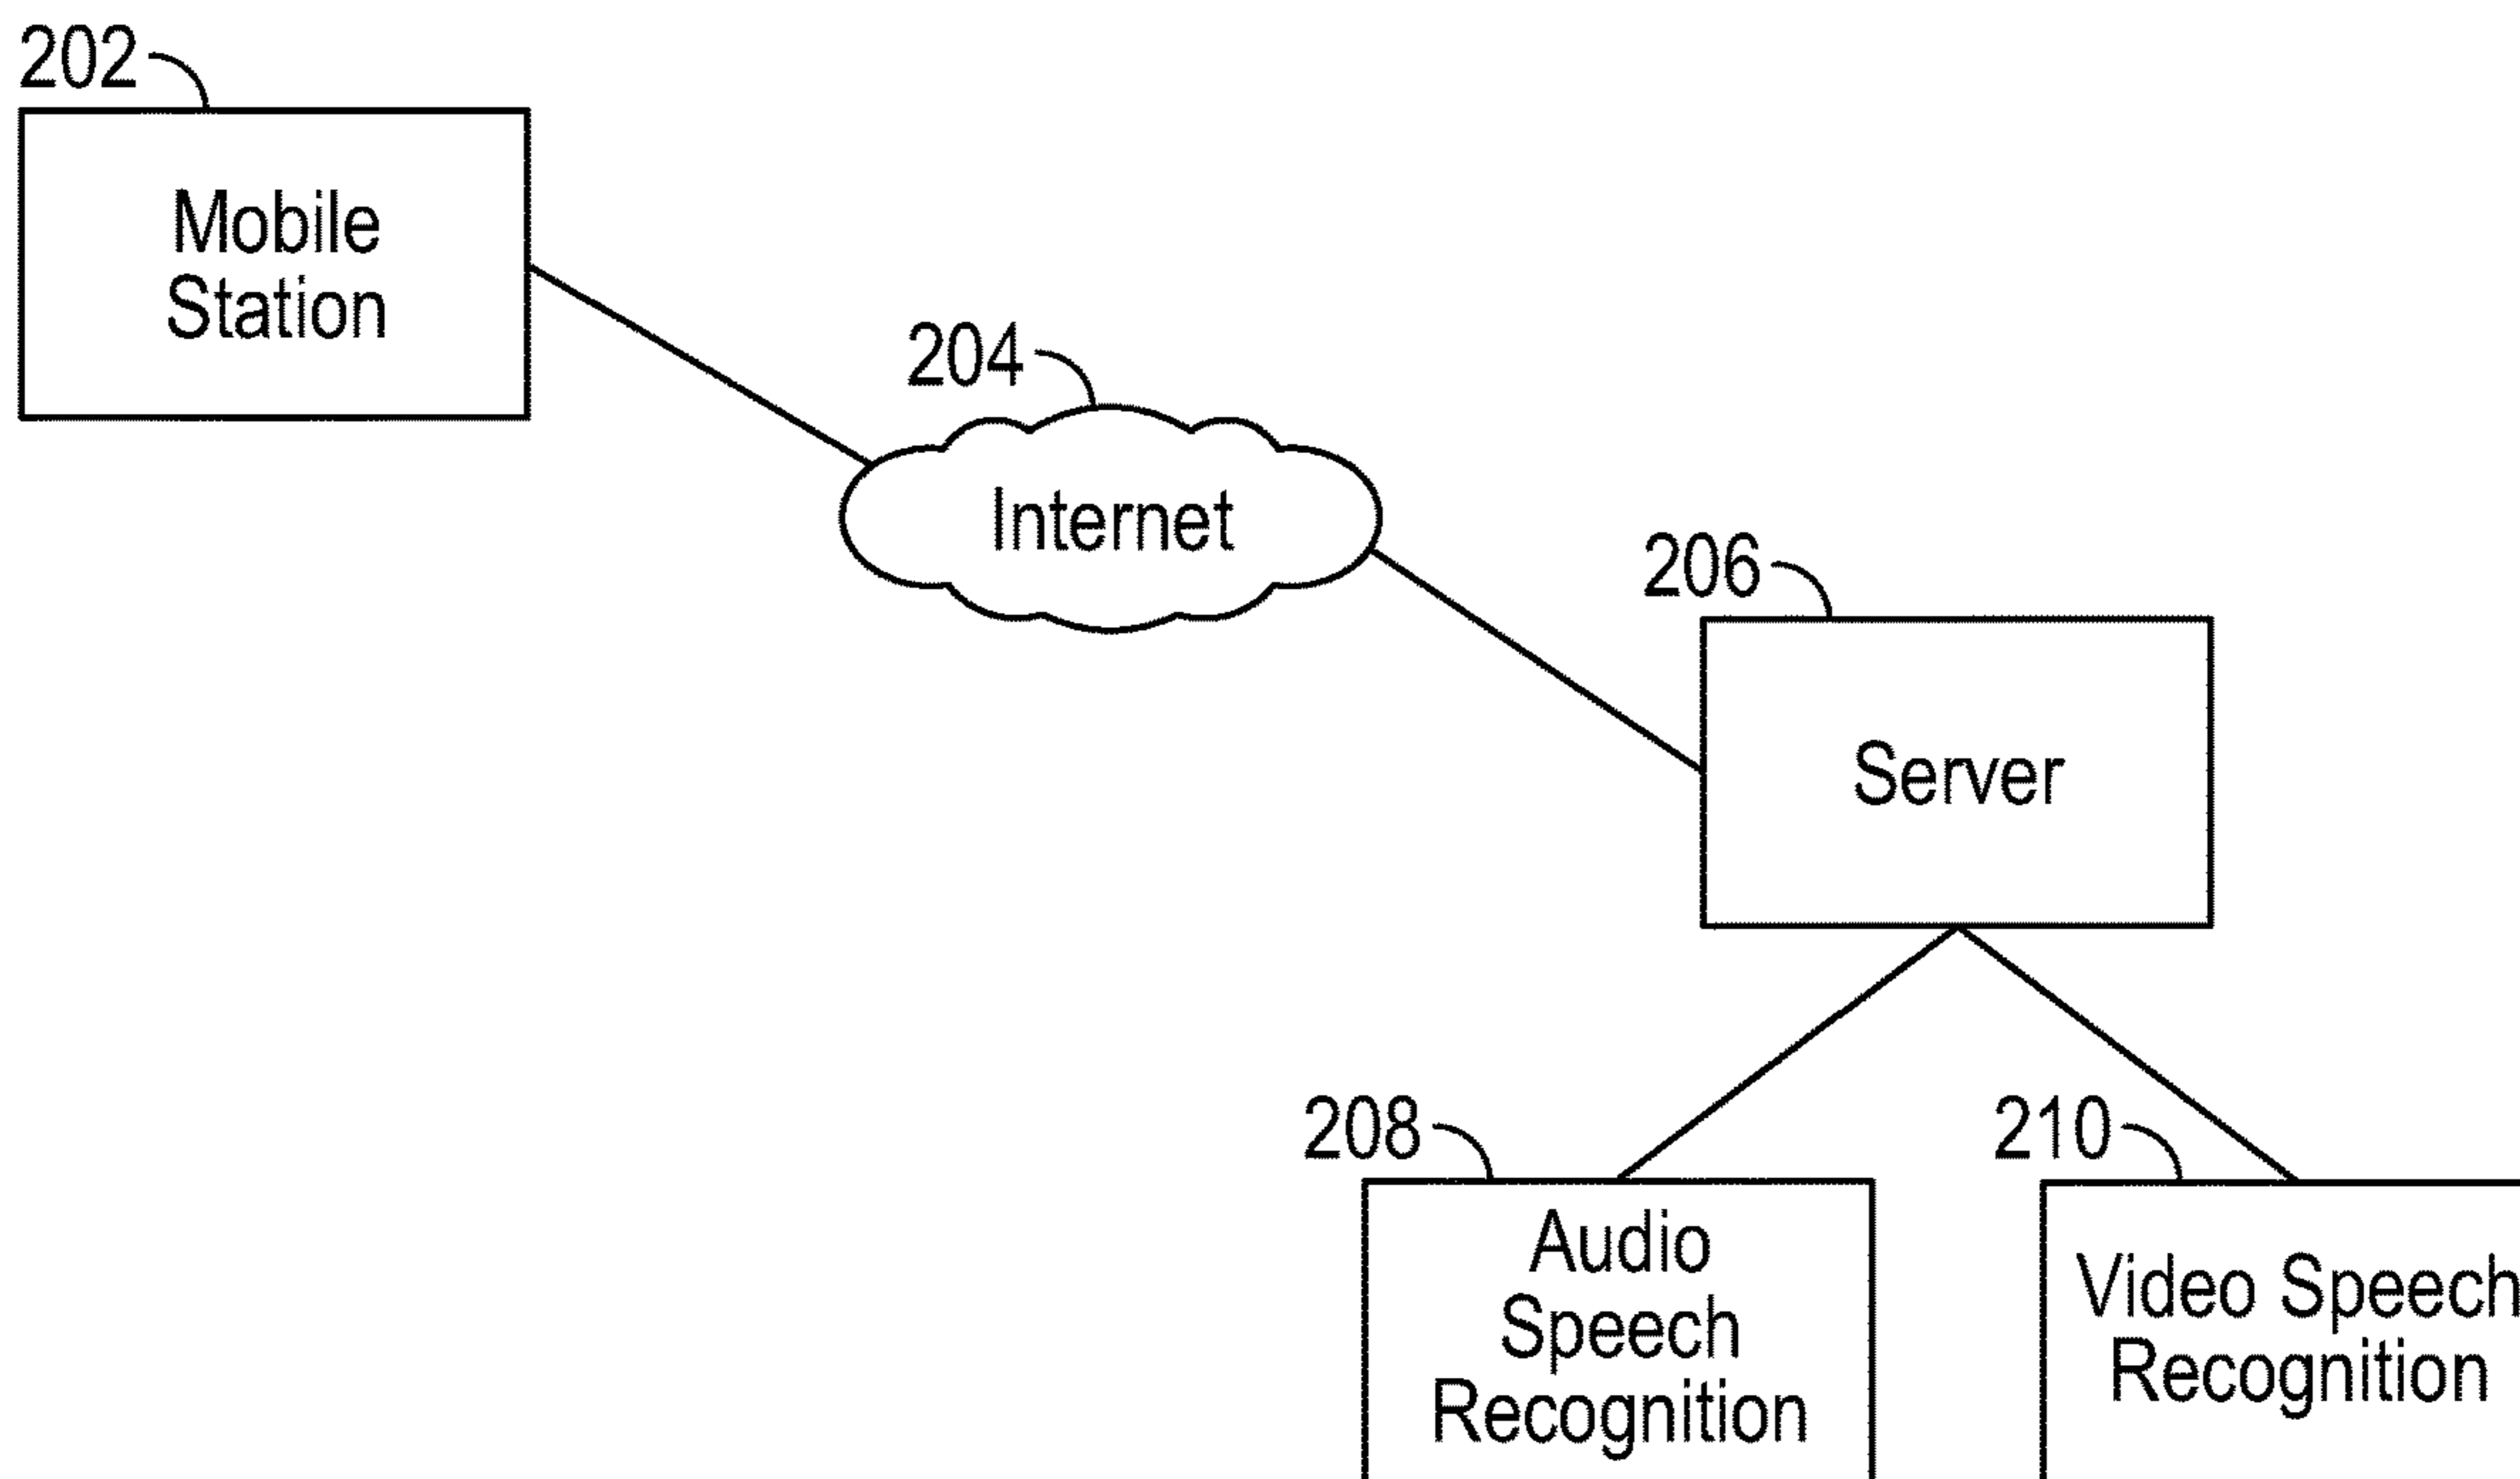 202
Mobile
Station
204
Internet
206
Server
208
Audio
Speech
Recognition
210
Video Speech
Recognition